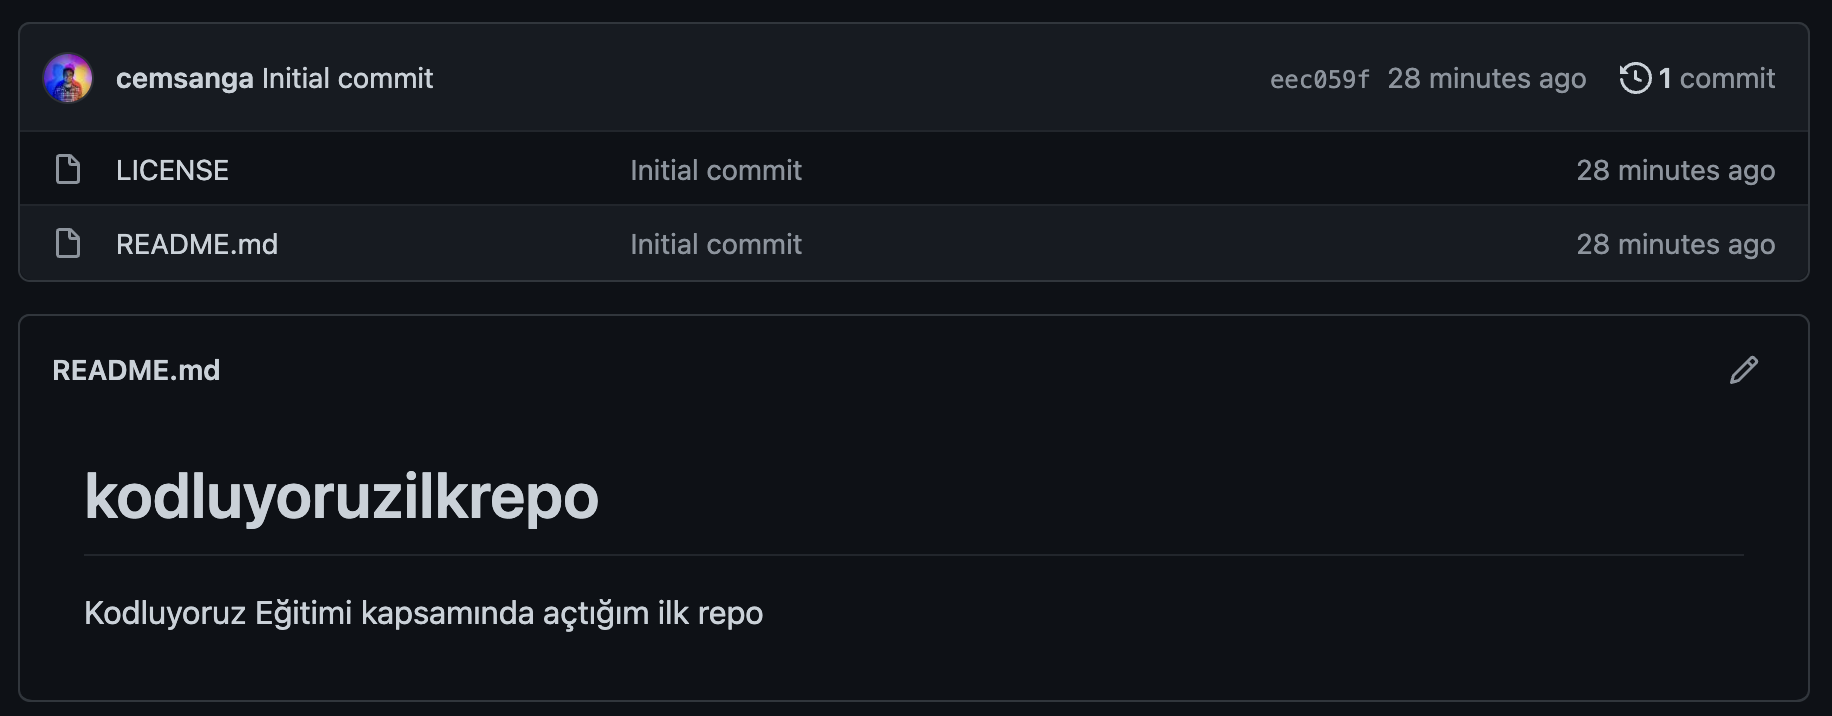 cemsanga Initial commit eec059f 28 minutes ago 1 commit
LICENSE Initial commit 28 minutes ago
README.md Initial commit 28 minutes ago
README.md
kodluyoruzilkrepo
Kodluyoruz Eğitimi kapsamında açtığım ilk repo